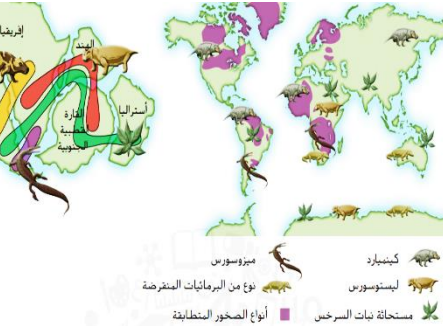 إفريقيا
الهند
أستراليا
القارة
القطبية
الجنوبية
كينيبارد
ميزوسورس
ليستوسورس
نوع من البرمائيات المنقرضة
مستحاثة نبات السرخس
أنواع الصخور المتطابقة